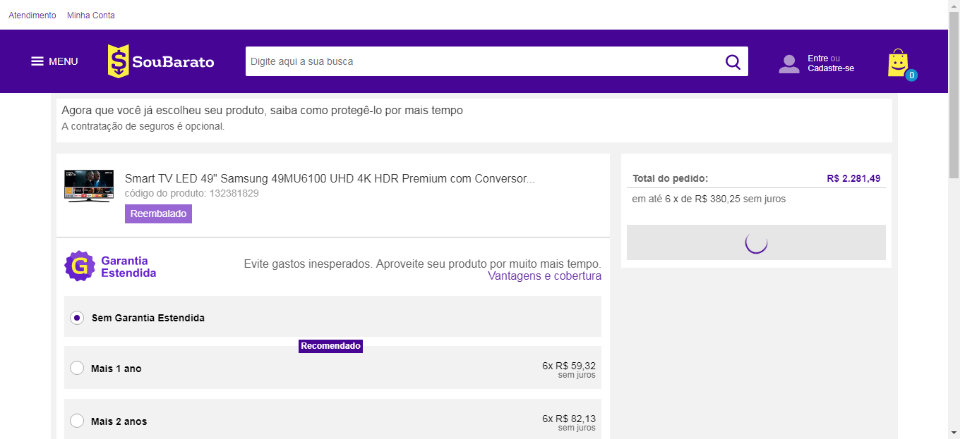 Atendimento Minha Conta
MENU
SouBarato
Digite aqui a sua busca
Entre ou
Cadastre-se
0
Agora que você já escolheu seu produto, saiba como protegê-lo por mais tempo
A contratação de seguros é opcional.
Smart TV LED 49" Samsung 49MU6100 UHD 4K HDR Premium com Conversor...
código do produto: 132381829
Reembalado
Total do pedido: R$ 2.281,49
em até 6 x de R$ 380,25 sem juros
G
Garantia
Estendida
Evite gastos inesperados. Aproveite seu produto por muito mais tempo.
Vantagens e cobertura
Sem Garantia Estendida
Recomendado
Mais 1 ano
6x R$ 59,32
sem juros
Mais 2 anos
6x R$ 82,13
sem juros